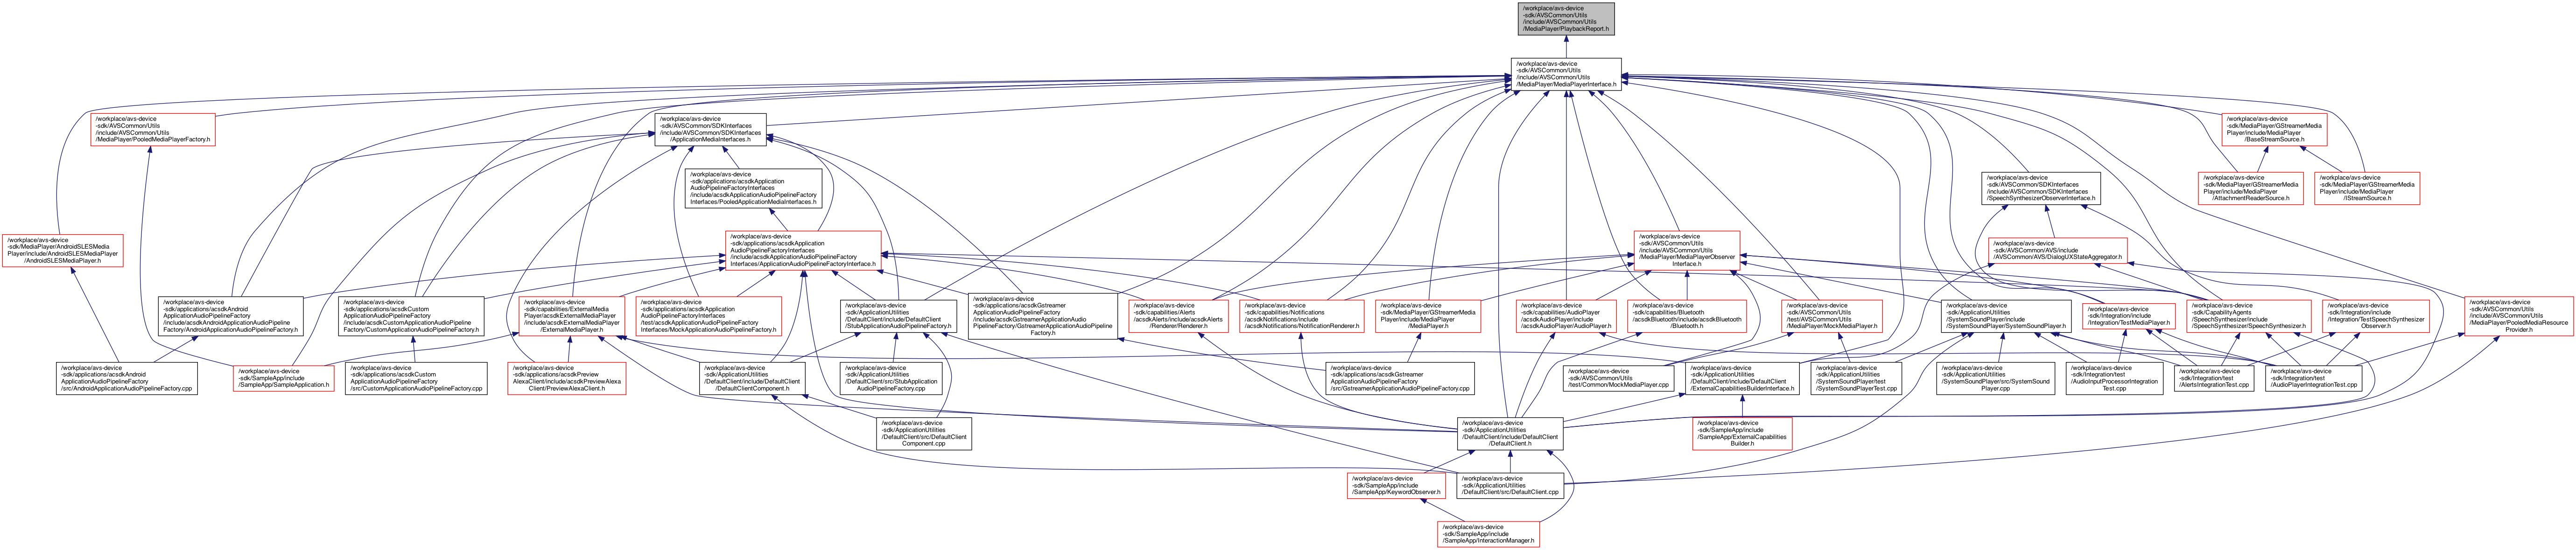 /workplace/avs-device
-sdk/AVSCommon/Utils
/include/AVSCommon/Utils
/MediaPlayer/PlaybackReport.h
/workplace/avs-device
-sdk/AVSCommon/Utils
/include/AVSCommon/Utils
/MediaPlayer/MediaPlayerInterface.h
/workplace/avs-device
-sdk/AVSCommon/Utils
/include/AVSCommon/Utils
/MediaPlayer/PooledMediaPlayerFactory.h
/workplace/avs-device
-sdk/AVSCommon/SDKInterfaces
/include/AVSCommon/SDKInterfaces
/ApplicationMediaInterfaces.h
/workplace/avs-device
-sdk/MediaPlayer/GStreamerMedia
Player/include/MediaPlayer
/BaseStreamSource.h
/workplace/avs-device
-sdk/applications/acsdkApplication
AudioPipelineFactoryInterfaces
/include/acsdkApplicationAudioPipelineFactory
Interfaces/PooledApplicationMediaInterfaces.h
/workplace/avs-device
-sdk/AVSCommon/SDKInterfaces
/include/AVSCommon/SDKInterfaces
/SpeechSynthesizerObserverInterface.h
/workplace/avs-device
-sdk/MediaPlayer/GStreamerMedia
Player/include/MediaPlayer
/AttachmentReaderSource.h
/workplace/avs-device
-sdk/MediaPlayer/GStreamerMedia
Player/include/MediaPlayer
/IStreamSource.h
/workplace/avs-device
-sdk/MediaPlayer/AndroidSLESMedia
Player/include/AndroidSLESMediaPlayer
/AndroidSLESMediaPlayer.h
/workplace/avs-device
-sdk/applications/acsdkApplication
AudioPipelineFactoryInterfaces
/include/acsdkApplicationAudioPipelineFactory
Interfaces/ApplicationAudioPipelineFactoryInterface.h
/workplace/avs-device
-sdk/AVSCommon/Utils
/include/AVSCommon/Utils
/MediaPlayer/MediaPlayerObserver
Interface.h
/workplace/avs-device
-sdk/AVSCommon/AVS/include
/AVSCommon/AVS/DialogUXStateAggregator.h
/workplace/avs-device
-sdk/applications/acsdkAndroid
ApplicationAudioPipelineFactory
/include/acsdkAndroidApplicationAudioPipeline
Factory/AndroidApplicationAudioPipelineFactory.h
/workplace/avs-device
-sdk/applications/acsdkCustom
ApplicationAudioPipelineFactory
/include/acsdkCustomApplicationAudioPipeline
Factory/CustomApplicationAudioPipelineFactory.h
/workplace/avs-device
-sdk/capabilities/ExternalMedia
Player/acsdkExternalMediaPlayer
/include/acsdkExternalMediaPlayer
/ExternalMediaPlayer.h
/workplace/avs-device
-sdk/applications/acsdkApplication
AudioPipelineFactoryInterfaces
/test/acsdkApplicationAudioPipelineFactory
Interfaces/MockApplicationAudioPipelineFactory.h
/workplace/avs-device
-sdk/ApplicationUtilities
/DefaultClient/include/DefaultClient
/StubApplicationAudioPipelineFactory.h
/workplace/avs-device
-sdk/applications/acsdkGstreamer
ApplicationAudioPipelineFactory
/include/acsdkGstreamerApplicationAudio
PipelineFactory/GstreamerApplicationAudioPipeline
Factory.h
/workplace/avs-device
-sdk/capabilities/Alerts
/acsdkAlerts/include/acsdkAlerts
/Renderer/Renderer.h
/workplace/avs-device
-sdk/capabilities/Notifications
/acsdkNotifications/include
/acsdkNotifications/NotificationRenderer.h
/workplace/avs-device
-sdk/MediaPlayer/GStreamerMedia
Player/include/MediaPlayer
/MediaPlayer.h
/workplace/avs-device
-sdk/capabilities/AudioPlayer
/acsdkAudioPlayer/include
/acsdkAudioPlayer/AudioPlayer.h
/workplace/avs-device
-sdk/capabilities/Bluetooth
/acsdkBluetooth/include/acsdkBluetooth
/Bluetooth.h
/workplace/avs-device
-sdk/AVSCommon/Utils
/test/AVSCommon/Utils
/MediaPlayer/MockMediaPlayer.h
/workplace/avs-device
-sdk/ApplicationUtilities
/SystemSoundPlayer/include
/SystemSoundPlayer/SystemSoundPlayer.h
/workplace/avs-device
-sdk/Integration/include
/Integration/TestMediaPlayer.h
/workplace/avs-device
-sdk/CapabilityAgents
/SpeechSynthesizer/include
/SpeechSynthesizer/SpeechSynthesizer.h
/workplace/avs-device
-sdk/Integration/include
/Integration/TestSpeechSynthesizer
Observer.h
/workplace/avs-device
-sdk/AVSCommon/Utils
/include/AVSCommon/Utils
/MediaPlayer/PooledMediaResource
Provider.h
/workplace/avs-device
-sdk/applications/acsdkAndroid
ApplicationAudioPipelineFactory
/src/AndroidApplicationAudioPipelineFactory.cpp
/workplace/avs-device
-sdk/SampleApp/include
/SampleApp/SampleApplication.h
/workplace/avs-device
-sdk/applications/acsdkCustom
ApplicationAudioPipelineFactory
/src/CustomApplicationAudioPipelineFactory.cpp
/workplace/avs-device
-sdk/applications/acsdkPreview
AlexaClient/include/acsdkPreviewAlexa
Client/PreviewAlexaClient.h
/workplace/avs-device
-sdk/ApplicationUtilities
/DefaultClient/include/DefaultClient
/DefaultClientComponent.h
/workplace/avs-device
-sdk/ApplicationUtilities
/DefaultClient/src/StubApplication
AudioPipelineFactory.cpp
/workplace/avs-device
-sdk/applications/acsdkGstreamer
ApplicationAudioPipelineFactory
/src/GstreamerApplicationAudioPipelineFactory.cpp
/workplace/avs-device
-sdk/AVSCommon/Utils
/test/Common/MockMediaPlayer.cpp
/workplace/avs-device
-sdk/ApplicationUtilities
/DefaultClient/include/DefaultClient
/ExternalCapabilitiesBuilderInterface.h
/workplace/avs-device
-sdk/ApplicationUtilities
/SystemSoundPlayer/test
/SystemSoundPlayerTest.cpp
/workplace/avs-device
-sdk/ApplicationUtilities
/SystemSoundPlayer/src/SystemSound
Player.cpp
/workplace/avs-device
-sdk/Integration/test
/AudioInputProcessorIntegration
Test.cpp
/workplace/avs-device
-sdk/Integration/test
/AlertsIntegrationTest.cpp
/workplace/avs-device
-sdk/Integration/test
/AudioPlayerIntegrationTest.cpp
/workplace/avs-device
-sdk/ApplicationUtilities
/DefaultClient/src/DefaultClient
Component.cpp
/workplace/avs-device
-sdk/ApplicationUtilities
/DefaultClient/include/DefaultClient
/DefaultClient.h
/workplace/avs-device
-sdk/SampleApp/include
/SampleApp/ExternalCapabilities
Builder.h
/workplace/avs-device
-sdk/SampleApp/include
/SampleApp/KeywordObserver.h
/workplace/avs-device
-sdk/ApplicationUtilities
/DefaultClient/src/DefaultClient.cpp
/workplace/avs-device
-sdk/SampleApp/include
/SampleApp/InteractionManager.h